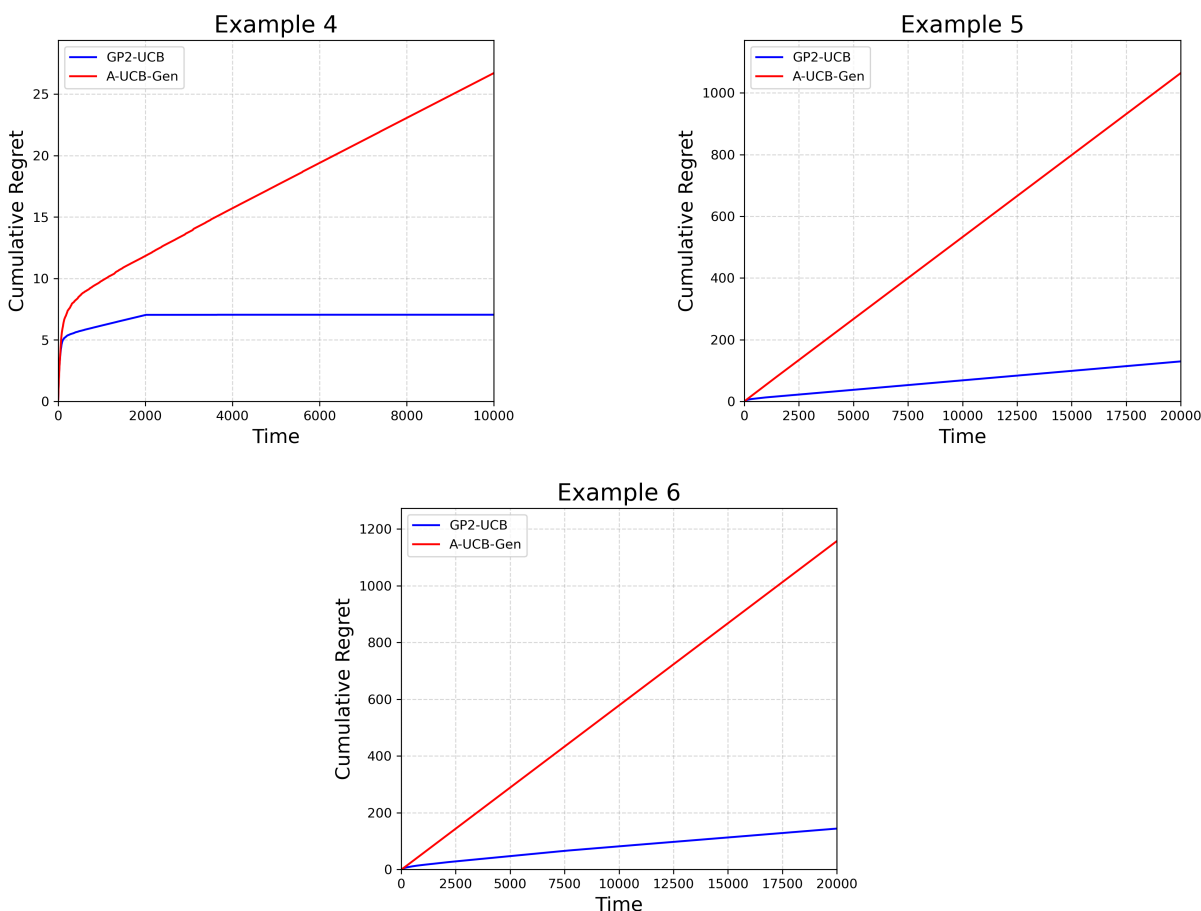 Example 4
GP2-UCB
A-UCB-Gen
Cumulative Regret
25
20
15
10
5
0
0 2000 4000 6000 8000 10000
Time
Example 5
GP2-UCB
A-UCB-Gen
Cumulative Regret
1000
800
600
400
200
0
0 2500 5000 7500 10000 12500 15000 17500 20000
Time
Example 6
GP2-UCB
A-UCB-Gen
Cumulative Regret
1200
1000
800
600
400
200
0
0 2500 5000 7500 10000 12500 15000 17500 20000
Time